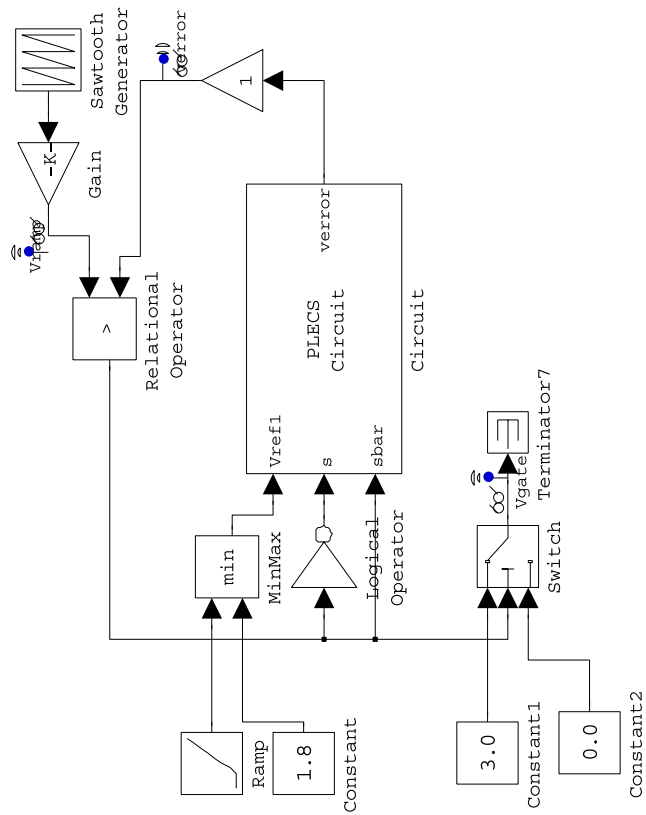 Sawtooth
Generator
-K-
Gain
Vramp
verror
1
>
Relational
Operator
Vref1
s
sbar
verror
PLECS
Circuit
Circuit
min
MinMax
Logical
Operator
Ramp
1.8
Constant
3.0
Constant1
0.0
Constant2
Switch
Vgate
Terminator7